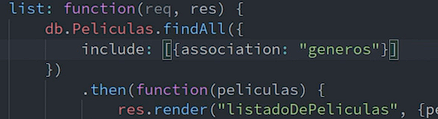 list: function(req, res) {
db.Peliculas.findAll({
include: [{association: "generos"}]
})
.then(function(peliculas) {
res.render("listadoDePeliculas", {pe